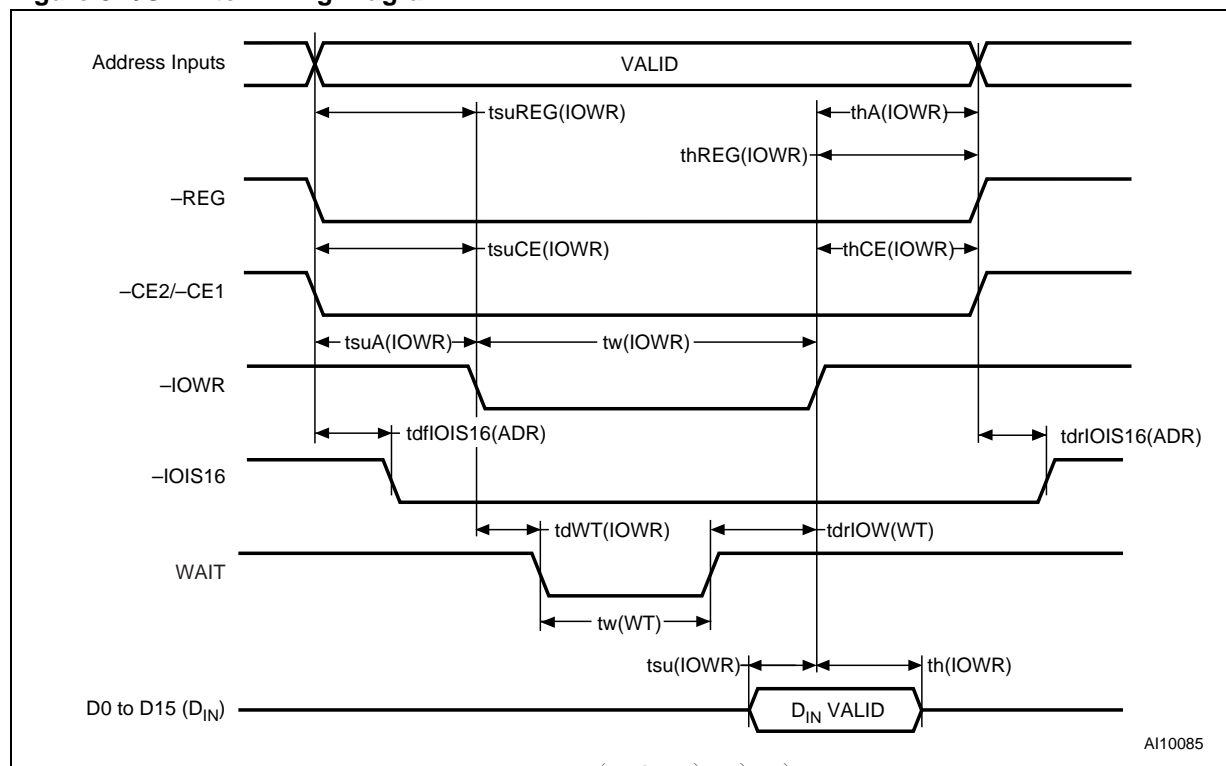 Address Inputs
VALID
tsuREG(IOWR)
thA(IOWR)
thREG(IOWR)
–REG
tsuCE(IOWR)
thCE(IOWR)
–CE2/–CE1
tsuA(IOWR)
tw(IOWR)
–IOWR
tdfIOIS16(ADR)
tdrIOIS16(ADR)
–IOIS16
tdWT(IOWR)
tdrIOW(WT)
WAIT
tw(WT)
tsu(IOWR)
th(IOWR)
D0 to D15 (DIN)
DIN VALID
AI10085